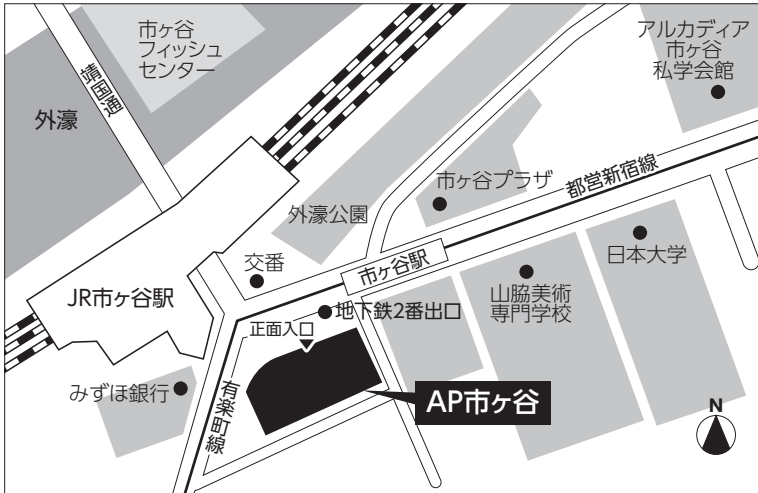 市ヶ谷
フィッシュ
センター
アルカディア
市ヶ谷
私学会館
靖国通
外濠
市ヶ谷プラザ
都営新宿線
外濠公園
日本大学
交番
市ヶ谷駅
JR市ヶ谷駅
山脇美術
専門学校
地下鉄2番出口
正面入口
みずほ銀行
有楽町線
AP市ヶ谷
N